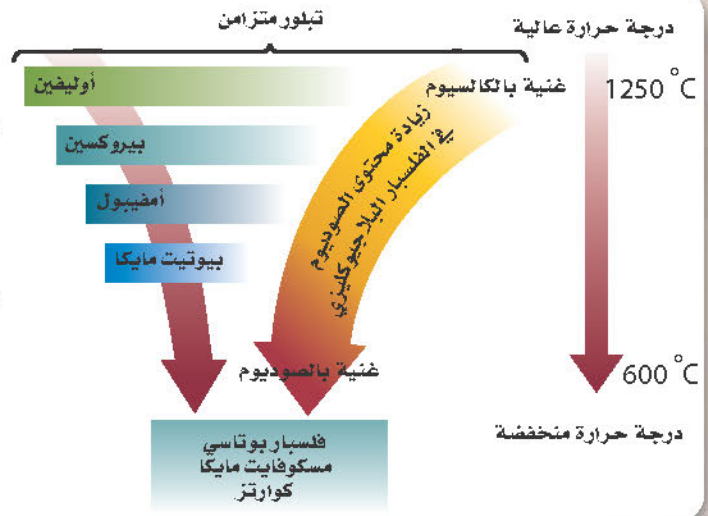 تبلور متزامن
درجة حرارة عالية
غنية بالكالسيوم
1250 °C
أوليفين
بيروكسين
أمفيبول
بيوتيت مايكا
زيادة محتوى الصوديوم
في الفلسبار البلاجيوكليزي
غنية بالصوديوم
600 °C
درجة حرارة منخفضة
فلسبار بوتاسي
مسكوفايت مايكا
كوارتز